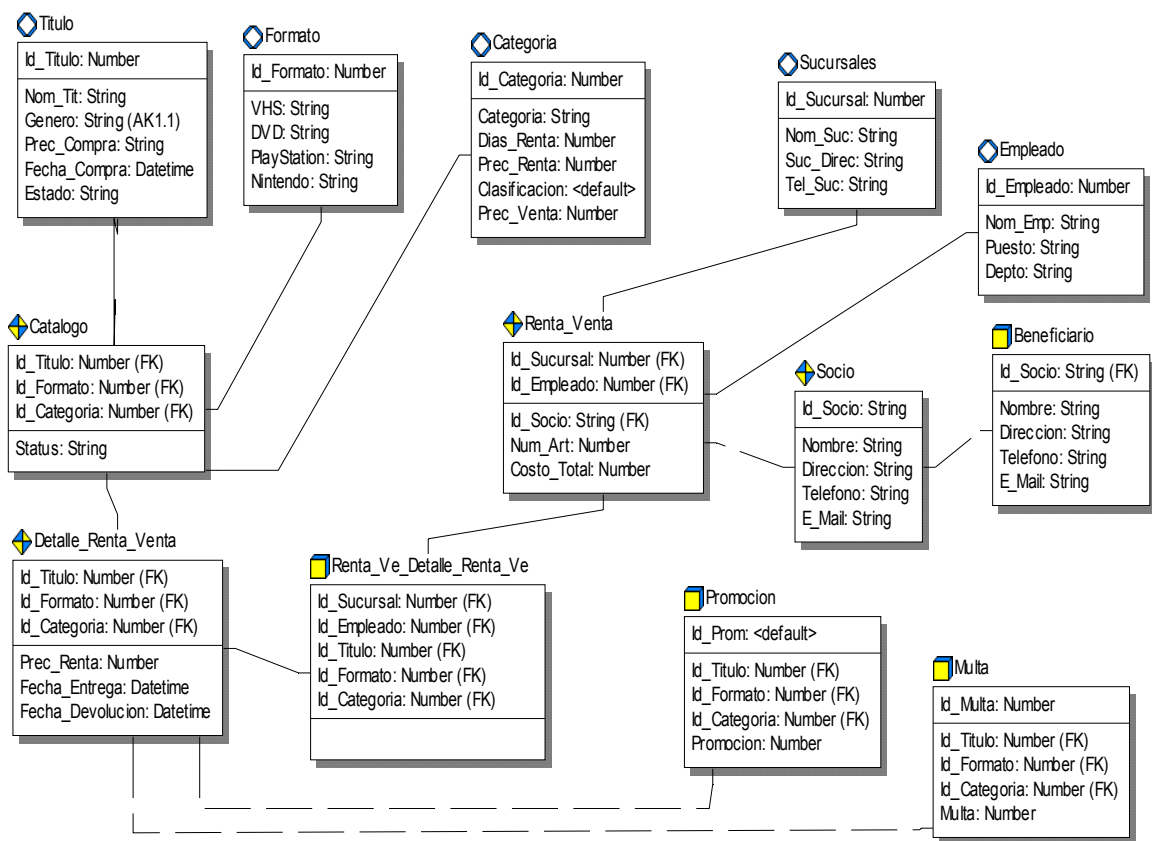 Titulo
Id_Titulo: Number
Nom_Tit: String
Genero: String (AK1.1)
Prec_Compra: String
Fecha_Compra: Datetime
Estado: String
Formato
Id_Formato: Number
VHS: String
DVD: String
PlayStation: String
Nintendo: String
Categoria
Id_Categoria: Number
Categoria: String
Dias_Renta: Number
Prec_Renta: Number
Clasificacion: <default>
Prec_Venta: Number
Sucursales
Id_Sucursal: Number
Nom_Suc: String
Suc_Direc: String
Tel_Suc: String
Empleado
Id_Empleado: Number
Nom_Emp: String
Puesto: String
Depto: String
Catalogo
Id_Titulo: Number (FK)
Id_Formato: Number (FK)
Id_Categoria: Number (FK)
Status: String
Renta_Venta
Id_Sucursal: Number (FK)
Id_Empleado: Number (FK)
Id_Socio: String (FK)
Num_Art: Number
Costo_Total: Number
Socio
Id_Socio: String
Nombre: String
Direccion: String
Telefono: String
E_Mail: String
Beneficiario
Id_Socio: String (FK)
Nombre: String
Direccion: String
Telefono: String
E_Mail: String
Detalle_Renta_Venta
Id_Titulo: Number (FK)
Id_Formato: Number (FK)
Id_Categoria: Number (FK)
Prec_Renta: Number
Fecha_Entrega: Datetime
Fecha_Devolucion: Datetime
Renta_Ve_Detalle_Renta_Ve
Id_Sucursal: Number (FK)
Id_Empleado: Number (FK)
Id_Titulo: Number (FK)
Id_Formato: Number (FK)
Id_Categoria: Number (FK)
Promocion
Id_Prom: <default>
Id_Titulo: Number (FK)
Id_Formato: Number (FK)
Id_Categoria: Number (FK)
Promocion: Number
Multa
Id_Multa: Number
Id_Titulo: Number (FK)
Id_Formato: Number (FK)
Id_Categoria: Number (FK)
Multa: Number